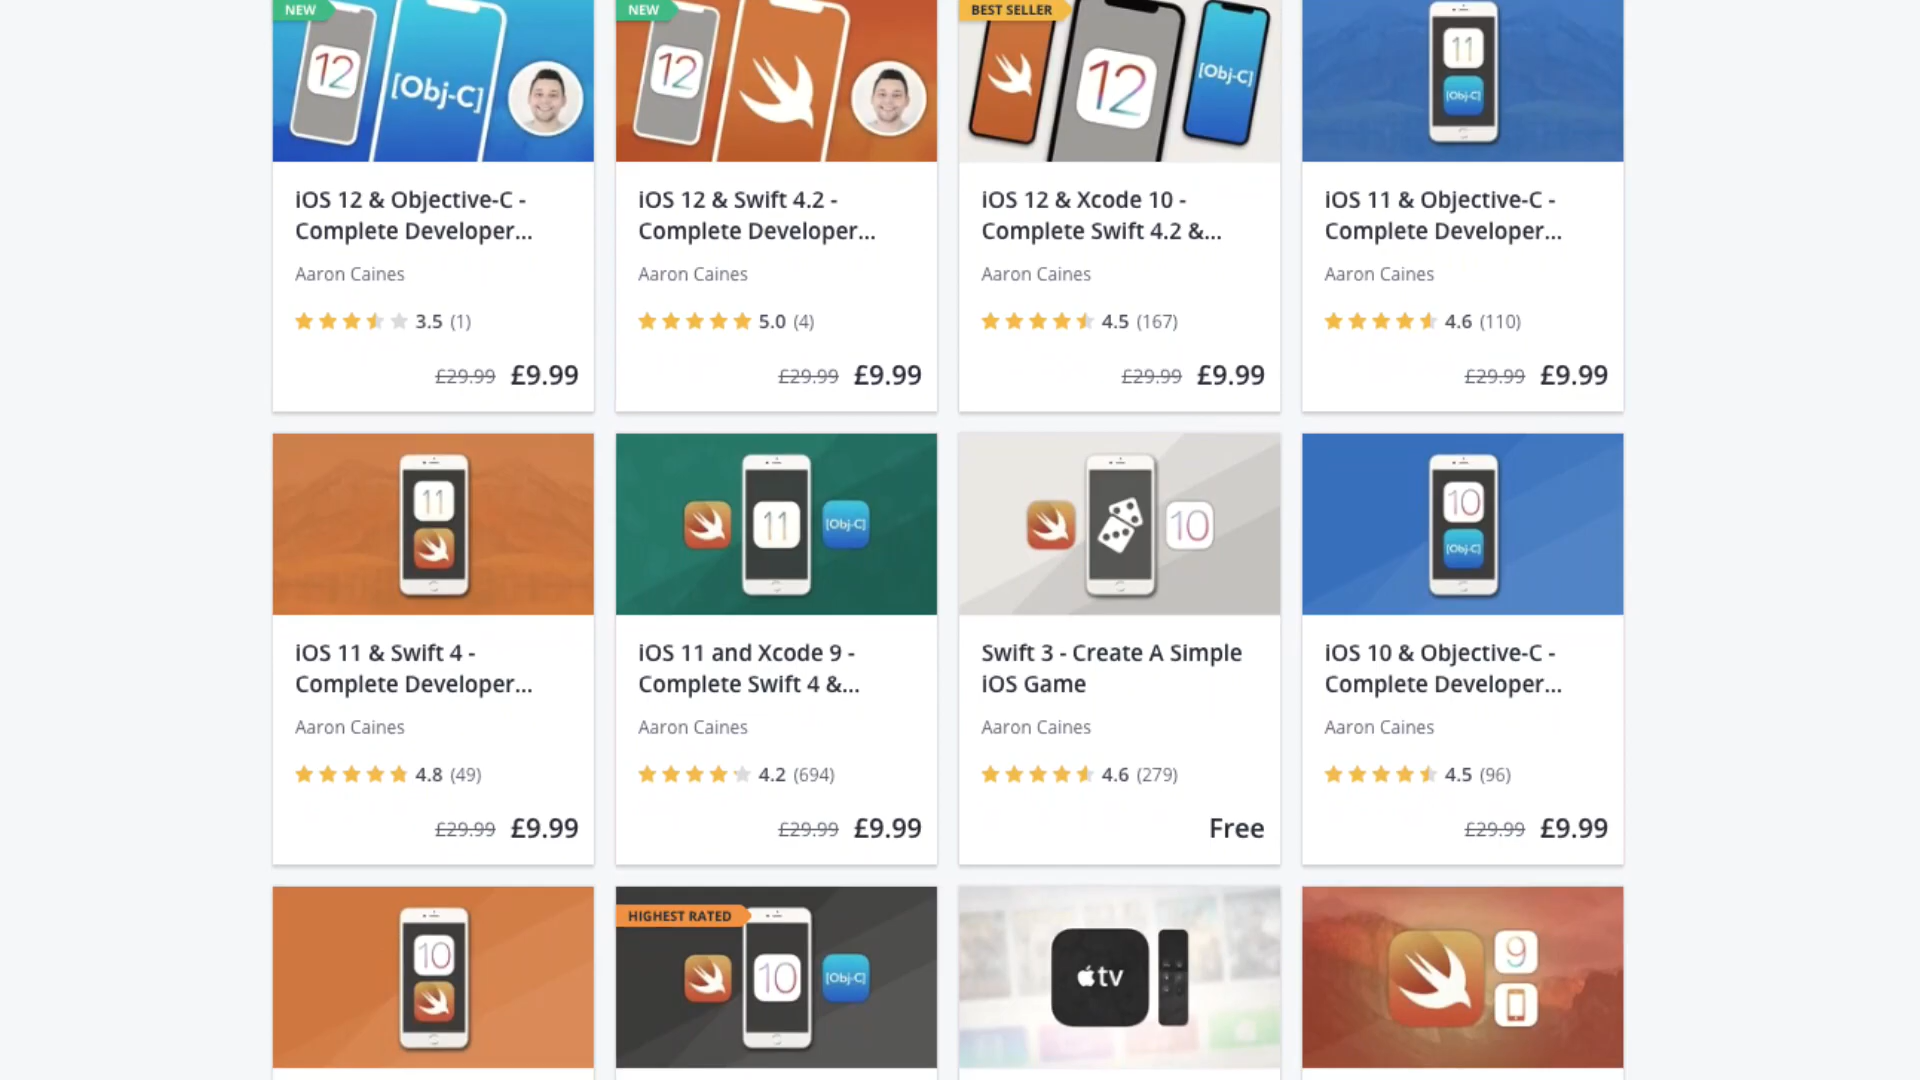 NEW
NEW
BEST SELLER
12
[Obj-C]
12
12
[Obj-C]
11
[Obj-C]
iOS 12 & Objective-C -
Complete Developer...
Aaron Caines
3.5 (1)
£29.99 £9.99
iOS 12 & Swift 4.2 -
Complete Developer...
Aaron Caines
5.0 (4)
£29.99 £9.99
iOS 12 & Xcode 10 -
Complete Swift 4.2 &...
Aaron Caines
4.5 (167)
£29.99 £9.99
iOS 11 & Objective-C -
Complete Developer...
Aaron Caines
4.6 (110)
£29.99 £9.99
11
11
[Obj-C]
10
10
[Obj-C]
iOS 11 & Swift 4 -
Complete Developer...
Aaron Caines
4.8 (49)
£29.99 £9.99
iOS 11 and Xcode 9 -
Complete Swift 4 &...
Aaron Caines
4.2 (694)
£29.99 £9.99
Swift 3 - Create A Simple
iOS Game
Aaron Caines
4.6 (279)
Free
iOS 10 & Objective-C -
Complete Developer...
Aaron Caines
4.5 (96)
£29.99 £9.99
10
HIGHEST RATED
10
[Obj-C]
tv
9